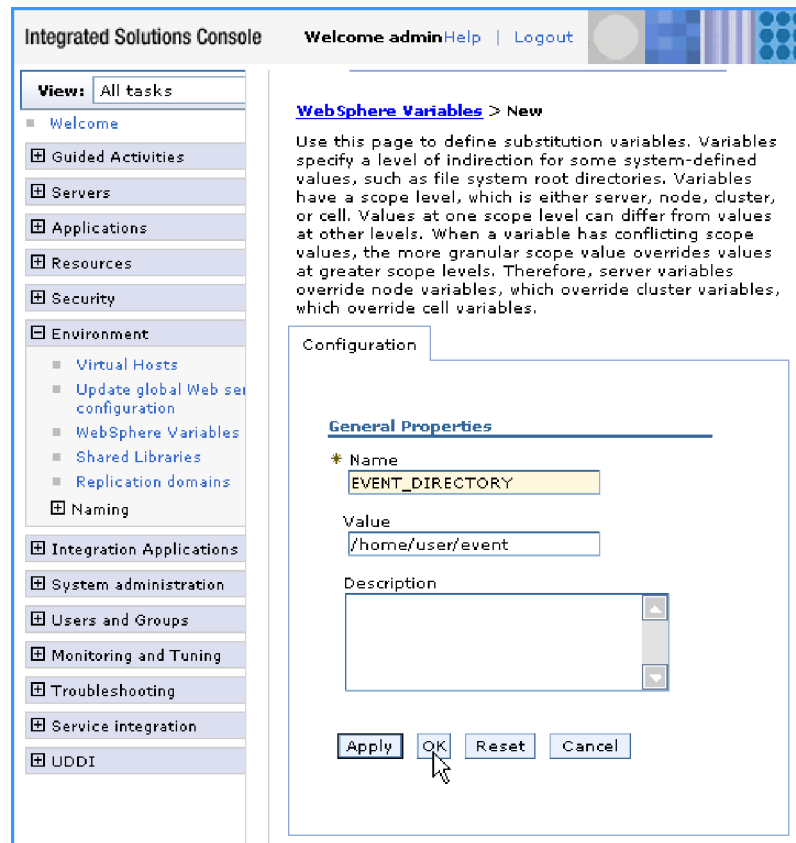 Integrated Solutions Console
Welcome admin Help | Logout
View: All tasks
Welcome
Guided Activities
Servers
Applications
Resources
Security
Environment
Virtual Hosts
Update global Web ser
configuration
WebSphere Variables
Shared Libraries
Replication domains
Naming
Integration Applications
System administration
Users and Groups
Monitoring and Tuning
Troubleshooting
Service integration
UDDI
WebSphere Variables > New
Use this page to define substitution variables. Variables
specify a level of indirection for some system-defined
values, such as file system root directories. Variables
have a scope level, which is either server, node, cluster,
or cell. Values at one scope level can differ from values
at other levels. When a variable has conflicting scope
values, the more granular scope value overrides values
at greater scope levels. Therefore, server variables
override node variables, which override cluster variables,
which override cell variables.
Configuration
General Properties
* Name
EVENT_DIRECTORY
Value
/home/user/event
Description
Apply OK Reset Cancel